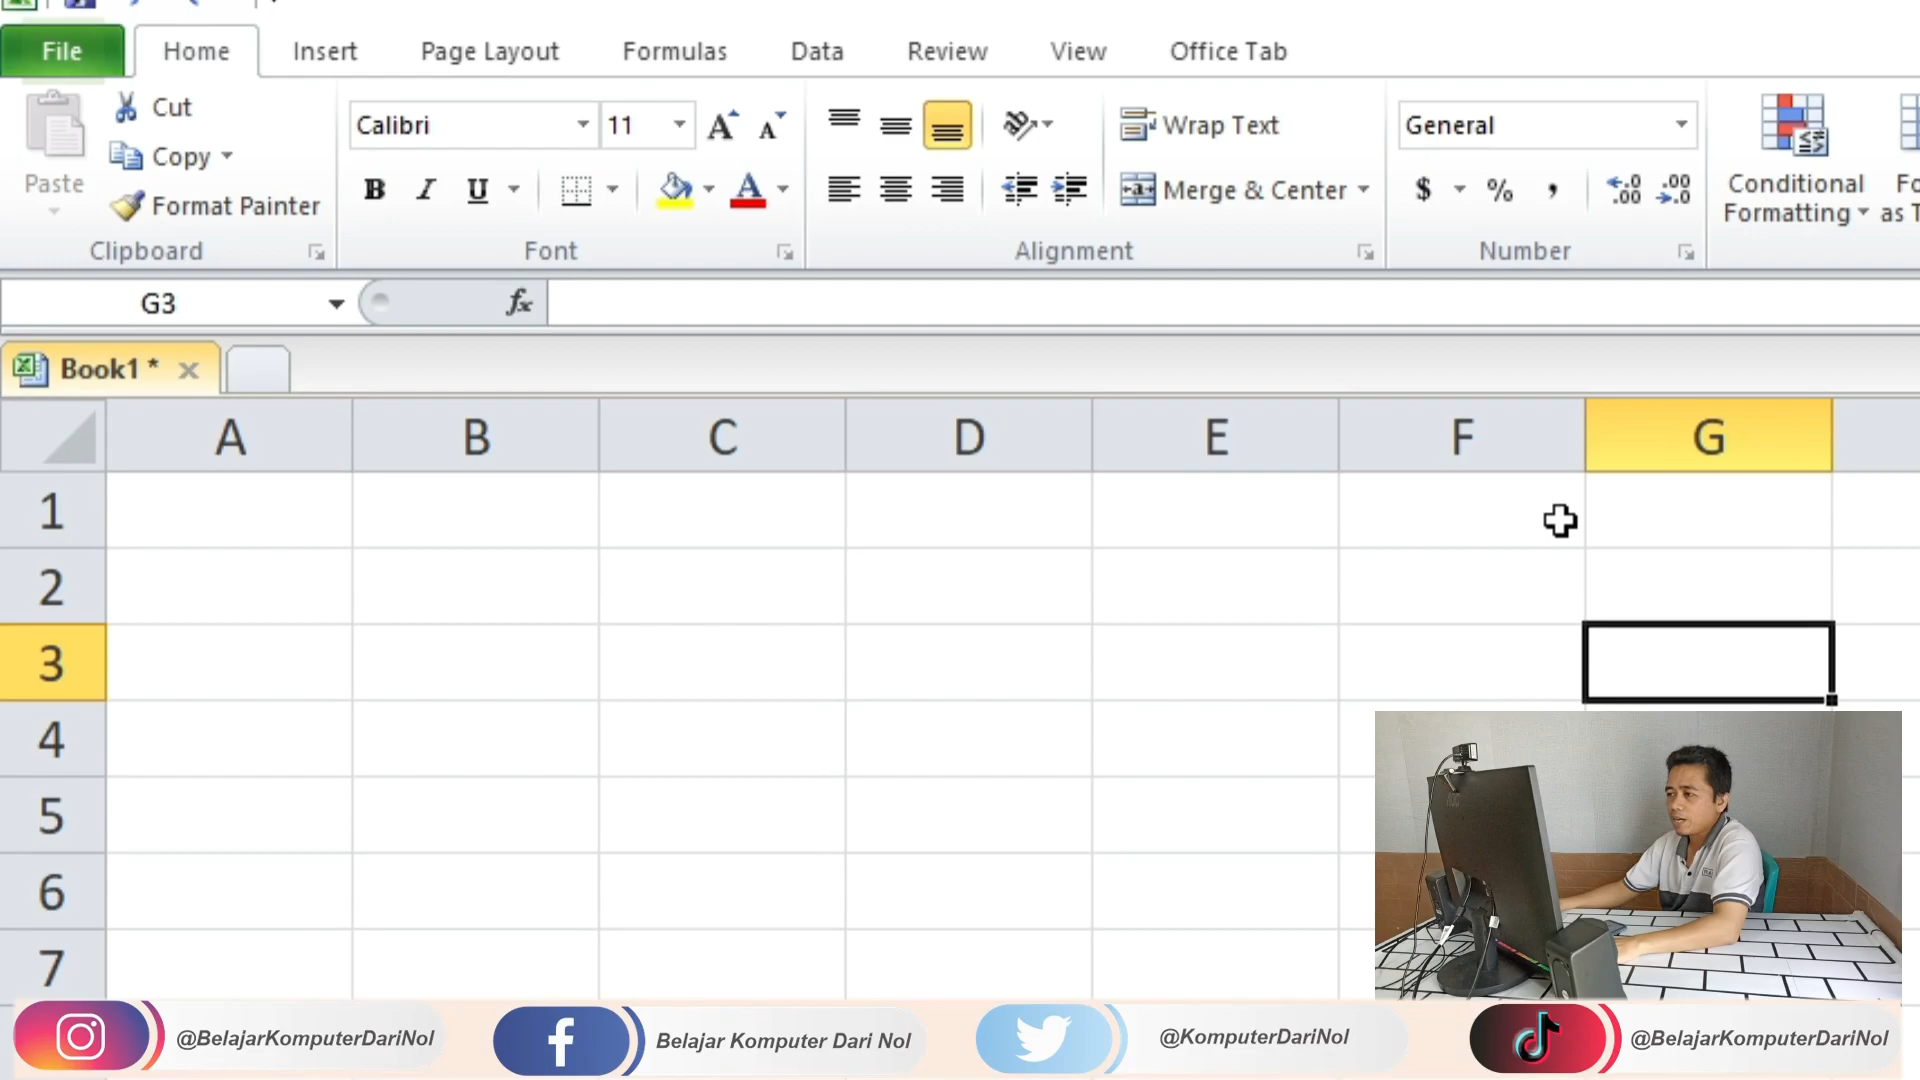 File Home Insert Page Layout Formulas Data Review View Office Tab
Cut
Copy
Paste
Format Painter
Clipboard
Calibri 11
B I U A
Font
Wrap Text
Merge & Center
Alignment
General
$ % ,
Number
Conditional
Formatting
as T
G3 fx
Book1 *
A B C D E F G
1
2
3
4
5
6
7
@BelajarKomputerDariNol Belajar Komputer Dari Nol @KomputerDariNol @BelajarKomputerDariNol